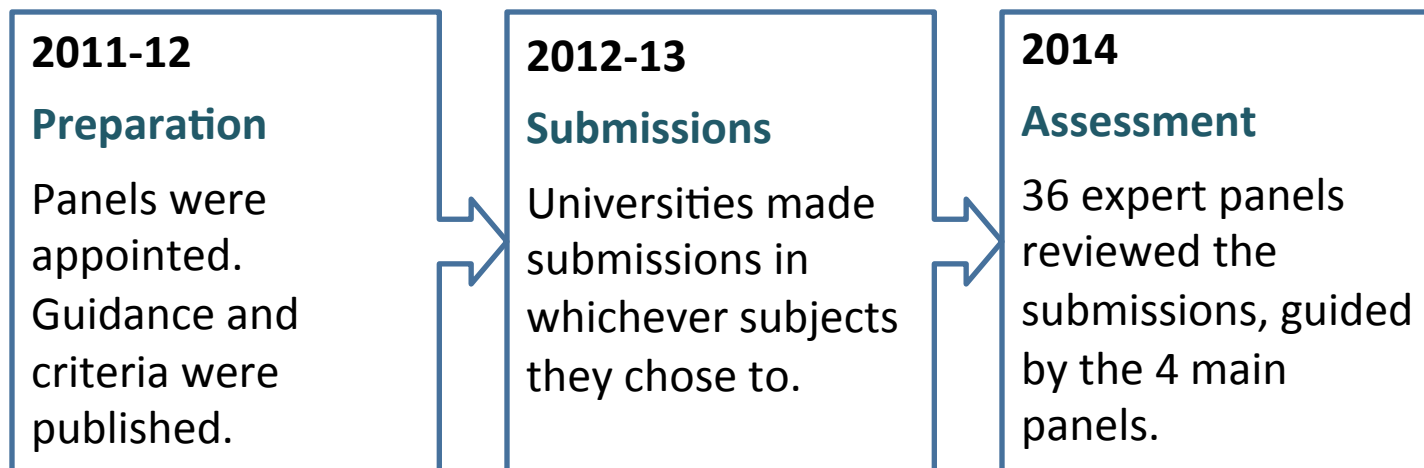 2011-12
Preparation
Panels were
appointed.
Guidance and
criteria were
published.
2012-13
Submissions
Universities made
submissions in
whichever subjects
they chose to.
2014
Assessment
36 expert panels
reviewed the
submissions, guided
by the 4 main
panels.